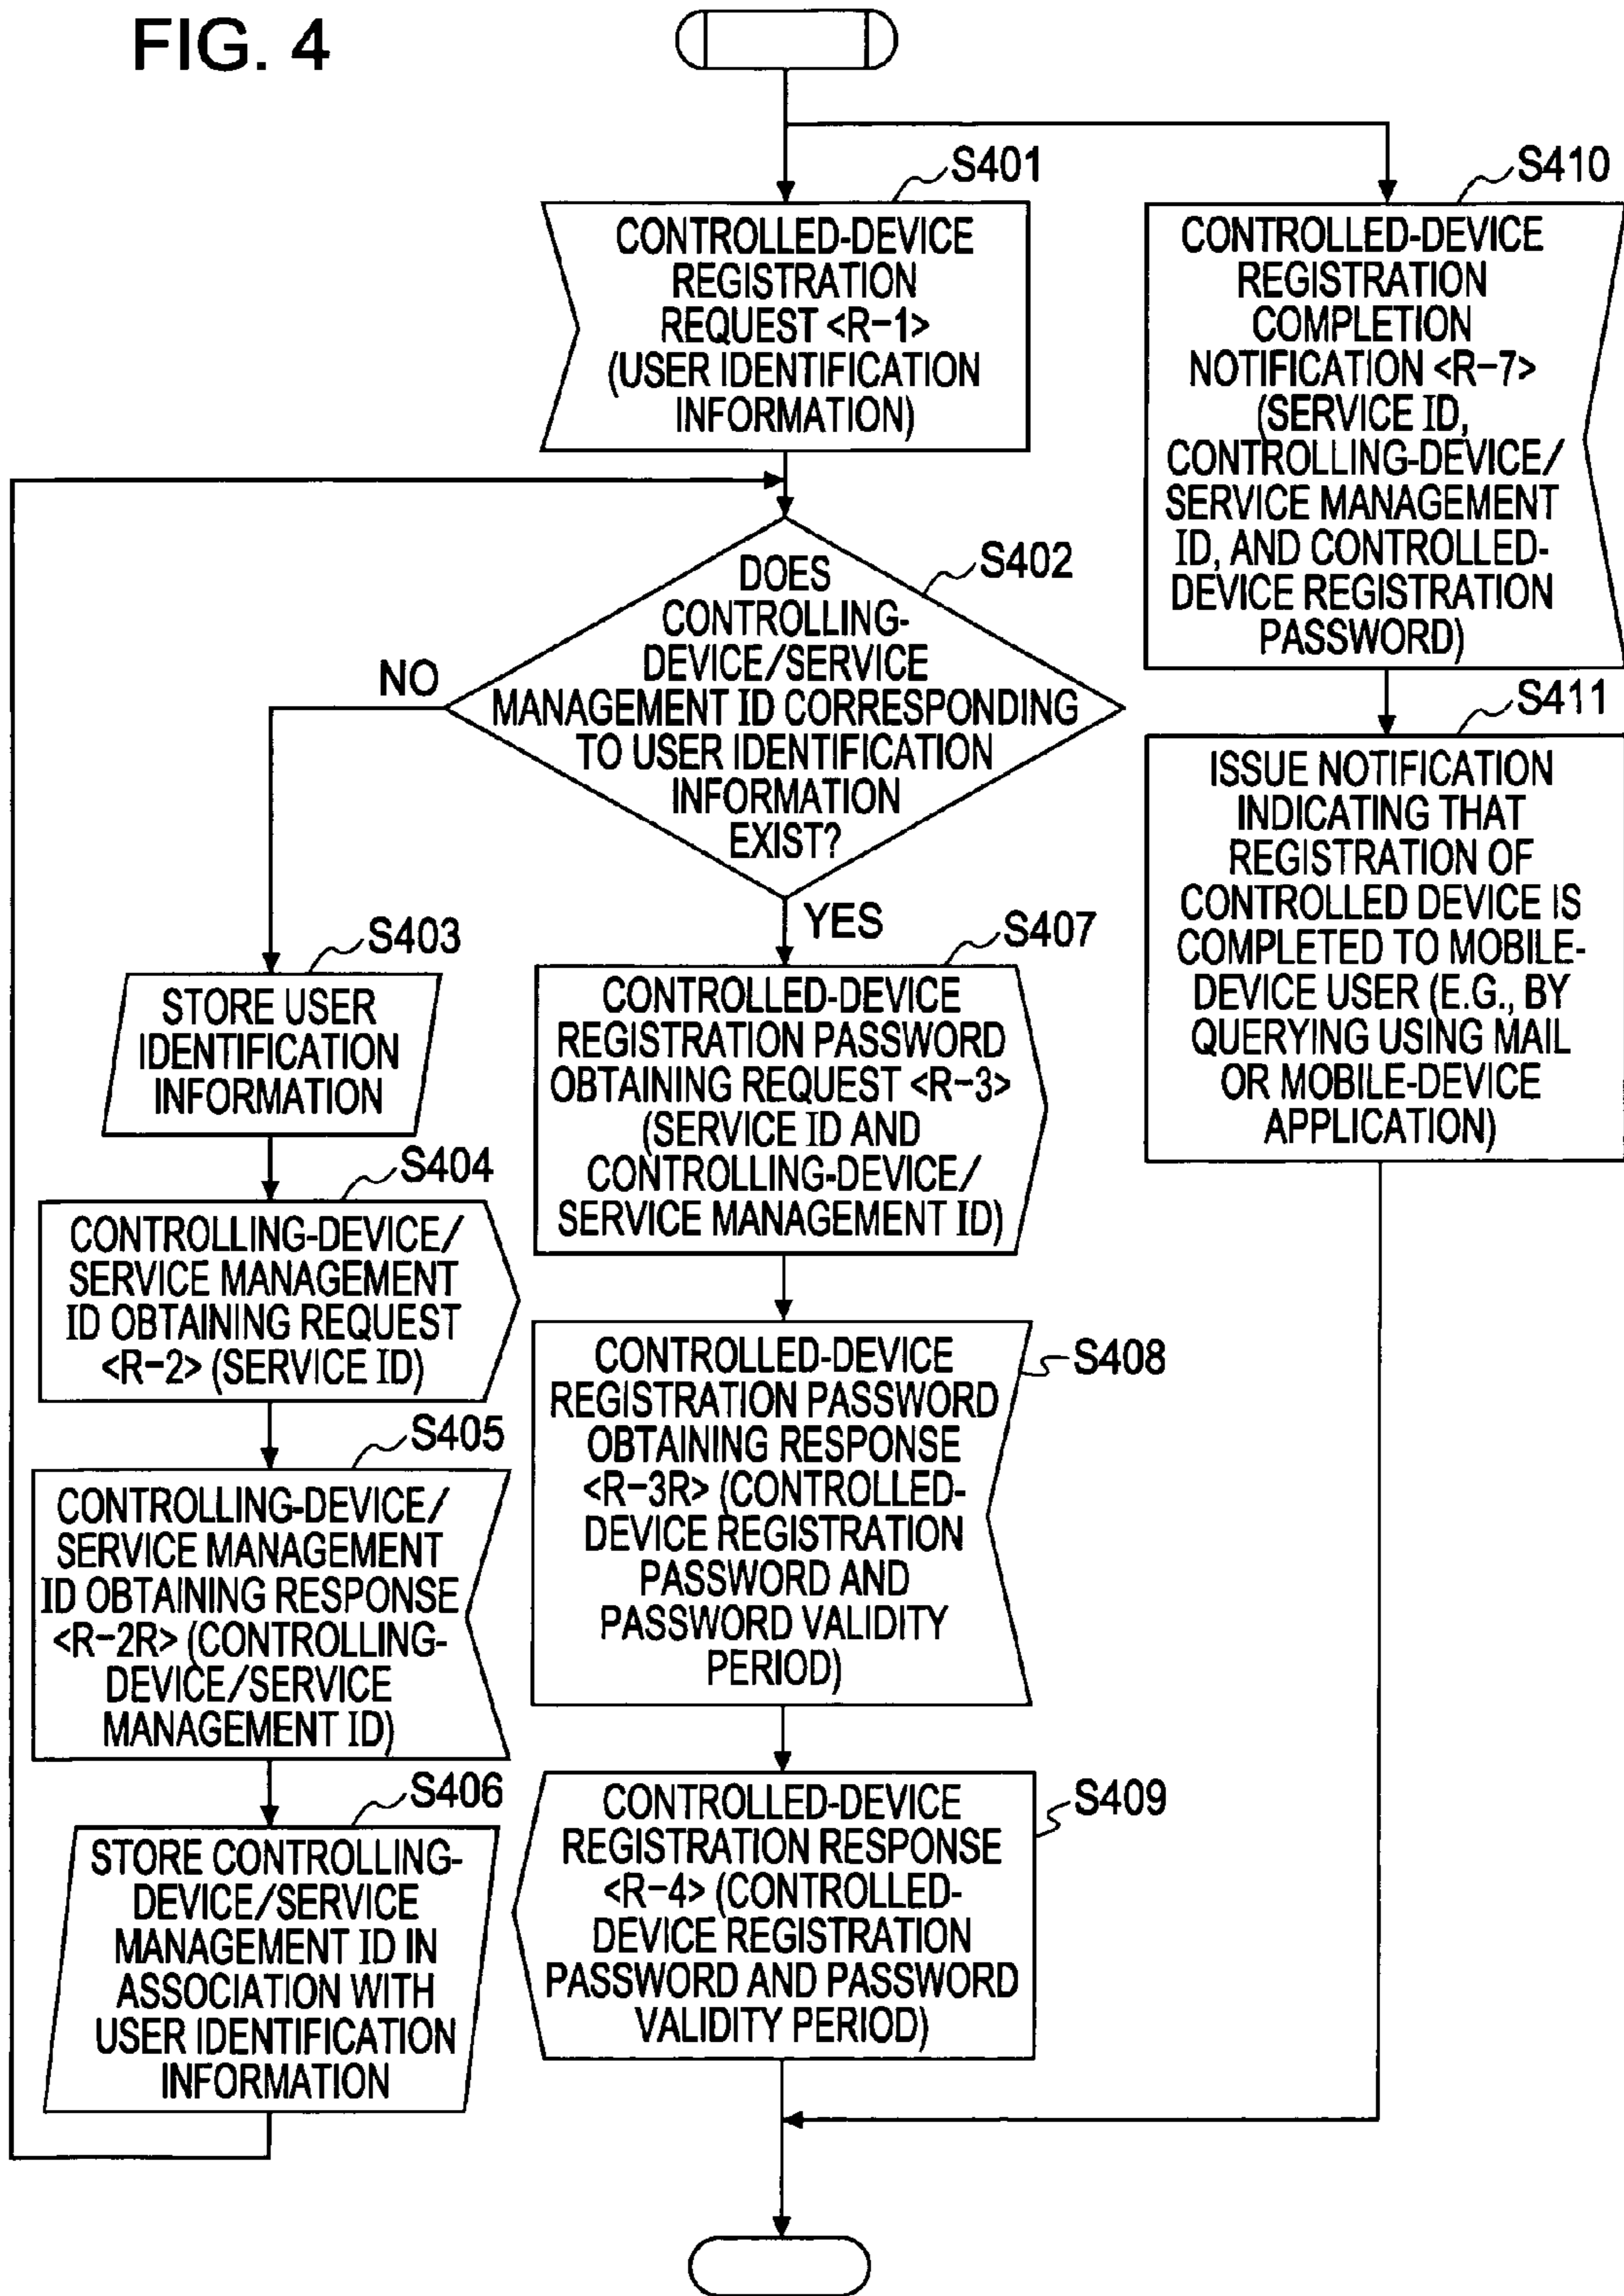 FIG. 4
S401
CONTROLLED-DEVICE
REGISTRATION
REQUEST <R-1>
(USER IDENTIFICATION
INFORMATION)
S402
DOES
CONTROLLING-
DEVICE/SERVICE
MANAGEMENT ID CORRESPONDING
TO USER IDENTIFICATION
INFORMATION
EXIST?
NO
YES
S403
STORE USER
IDENTIFICATION
INFORMATION
S404
CONTROLLING-DEVICE/
SERVICE MANAGEMENT
ID OBTAINING REQUEST
<R-2> (SERVICE ID)
S405
CONTROLLING-DEVICE/
SERVICE MANAGEMENT
ID OBTAINING RESPONSE
<R-2R> (CONTROLLING-
DEVICE/SERVICE
MANAGEMENT ID)
S406
STORE CONTROLLING-
DEVICE/SERVICE
MANAGEMENT ID IN
ASSOCIATION WITH
USER IDENTIFICATION
INFORMATION
S407
CONTROLLED-DEVICE
REGISTRATION PASSWORD
OBTAINING REQUEST <R-3>
(SERVICE ID AND
CONTROLLING-DEVICE/
SERVICE MANAGEMENT ID)
S408
CONTROLLED-DEVICE
REGISTRATION PASSWORD
OBTAINING RESPONSE
<R-3R> (CONTROLLED-
DEVICE REGISTRATION
PASSWORD AND
PASSWORD VALIDITY
PERIOD)
S409
CONTROLLED-DEVICE
REGISTRATION RESPONSE
<R-4> (CONTROLLED-
DEVICE REGISTRATION
PASSWORD AND PASSWORD
VALIDITY PERIOD)
S410
CONTROLLED-DEVICE
REGISTRATION
COMPLETION
NOTIFICATION <R-7>
(SERVICE ID,
CONTROLLING-DEVICE/
SERVICE MANAGEMENT
ID, AND CONTROLLED-
DEVICE REGISTRATION
PASSWORD)
S411
ISSUE NOTIFICATION
INDICATING THAT
REGISTRATION OF
CONTROLLED DEVICE IS
COMPLETED TO MOBILE-
DEVICE USER (E.G., BY
QUERYING USING MAIL
OR MOBILE-DEVICE
APPLICATION)